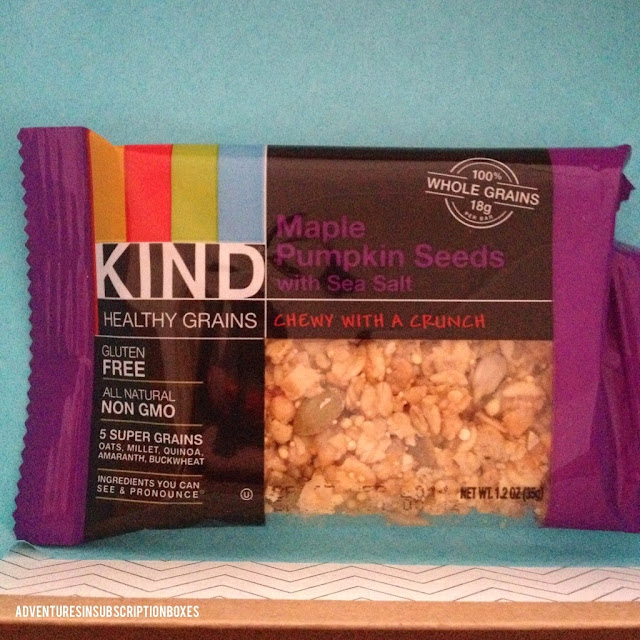 100%
WHOLE GRAINS
18g
PER BAR
Maple
Pumpkin Seeds
with Sea Salt
KIND
HEALTHY GRAINS
CHEWY WITH A CRUNCH
GLUTEN
FREE
ALL NATURAL
NON GMO
5 SUPER GRAINS
OATS, MILLET, QUINOA,
AMARANTH, BUCKWHEAT
INGREDIENTS YOU CAN
SEE & PRONOUNCE
U
NET WT. 1.2 OZ (35g)
ADVENTURESINSUBSCRIPTIONBOXES